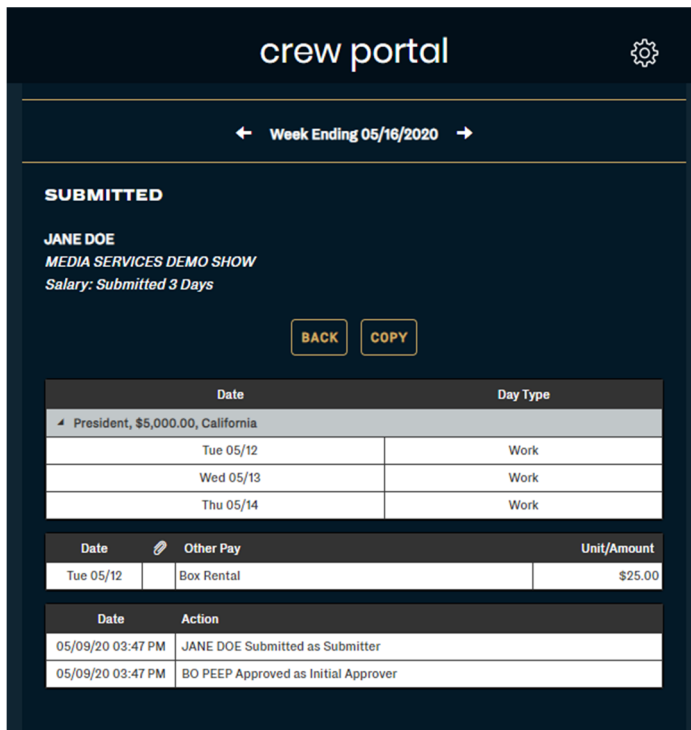 crew portal
Week Ending 05/16/2020
SUBMITTED
JANE DOE
MEDIA SERVICES DEMO SHOW
Salary: Submitted 3 Days
BACK COPY
Date Day Type
President, $5,000.00, California
Tue 05/12 Work
Wed 05/13 Work
Thu 05/14 Work
Date Other Pay Unit/Amount
Tue 05/12 Box Rental $25.00
Date Action
05/09/20 03:47 PM JANE DOE Submitted as Submitter
05/09/20 03:47 PM BO PEEP Approved as Initial Approver